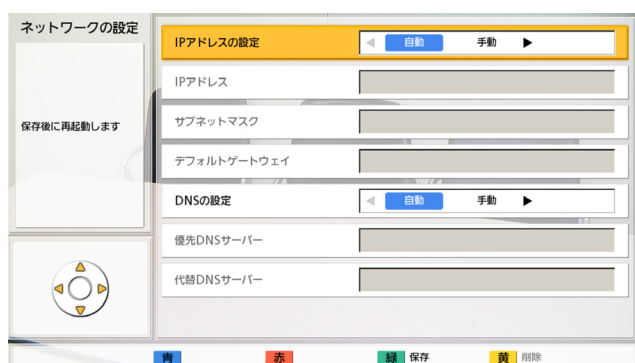 ネットワークの設定
保存後に再起動します
IPアドレスの設定
自動 手動
IPアドレス
サブネットマスク
デフォルトゲートウェイ
DNSの設定
自動 手動
優先DNSサーバー
代替DNSサーバー
青 赤 緑 保存 黄 削除